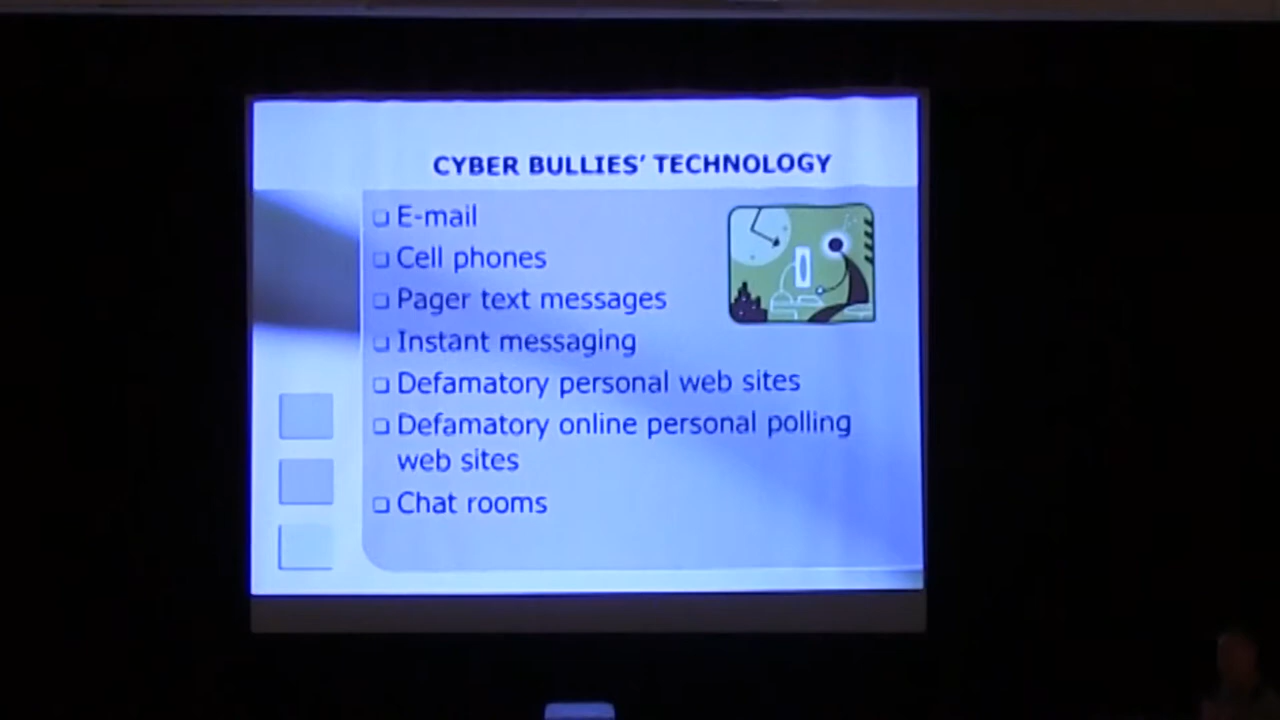 CYBER BULLIES' TECHNOLOGY
❑ E-mail
❑ Cell phones
❑ Pager text messages
❑ Instant messaging
❑ Defamatory personal web sites
❑ Defamatory online personal polling
web sites
❑ Chat rooms